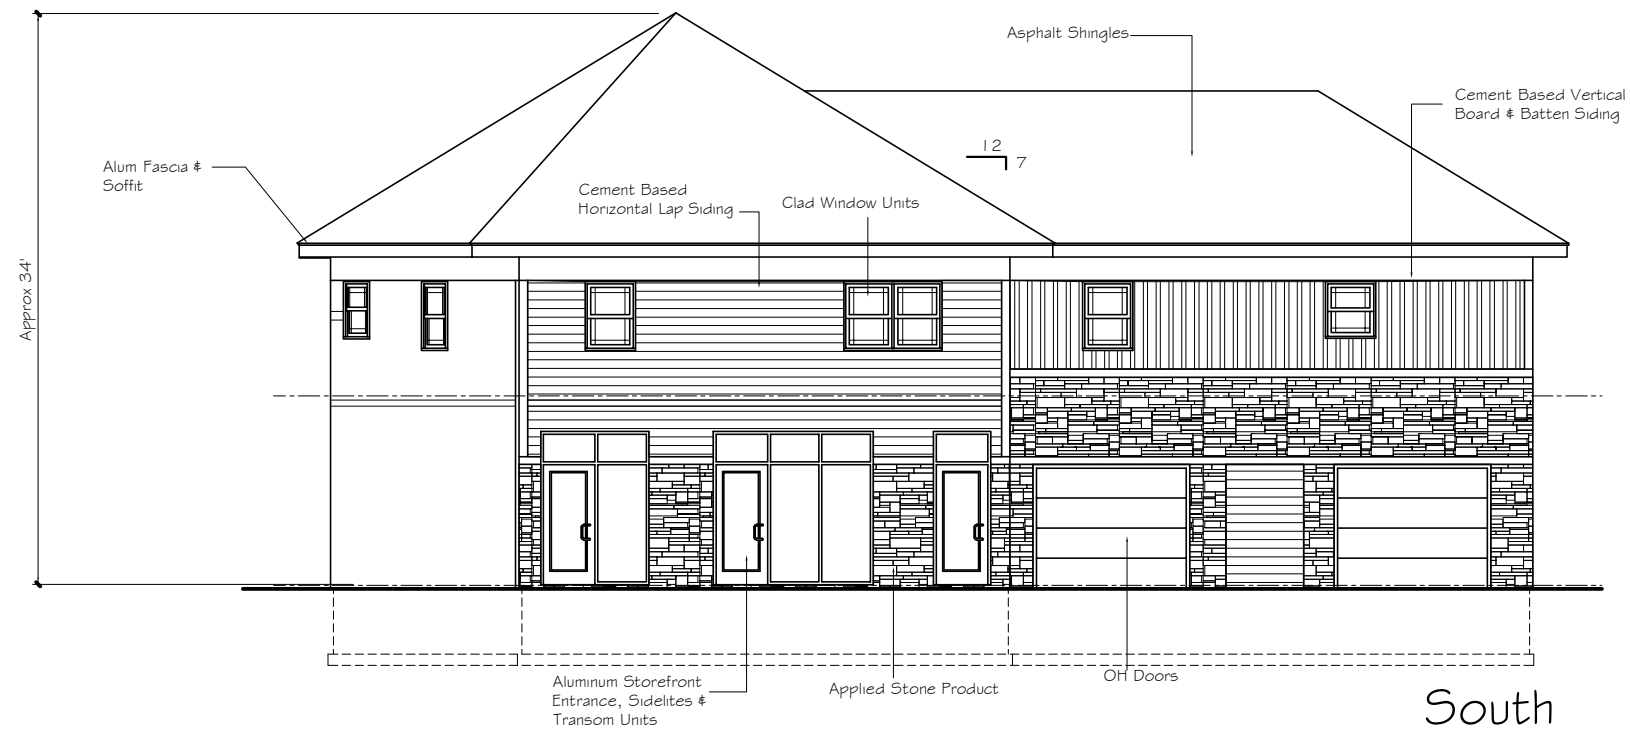 Asphalt Shingles
Cement Based Vertical
Board & Batten Siding
12
7
Alum Fascia &
Soffit
Cement Based
Horizontal Lap Siding
Clad Window Units
Approx 34'
Aluminum Storefront
Entrance, Sidelites &
Transom Units
Applied Stone Product
OH Doors
South